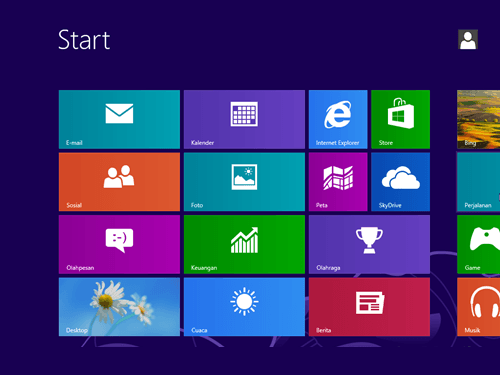 Start
E-mail
Kalender
Internet Explorer
Store
Bing
Sosial
Foto
Peta
SkyDrive
Perjalanan
Olahpesan
Keuangan
Olahraga
Game
Desktop
Cuaca
Berita
Musik